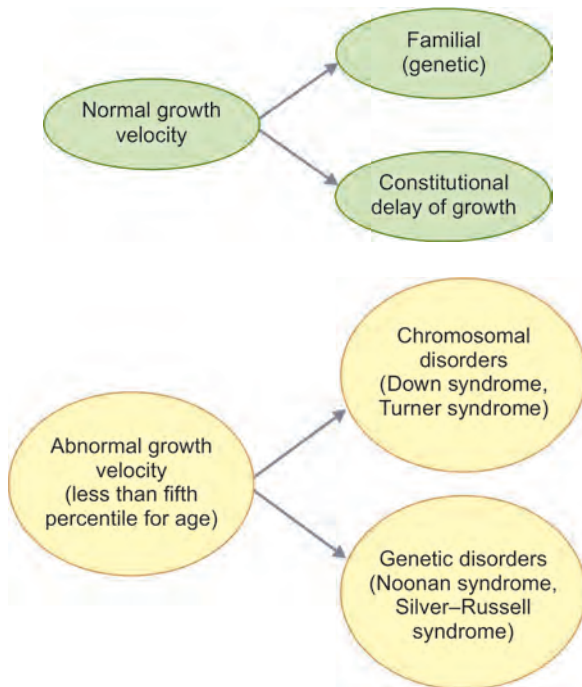 Familial
(genetic)
Normal growth
velocity
Constitutional
delay of growth
Chromosomal
disorders
(Down syndrome,
Turner syndrome)
Abnormal growth
velocity
(less than fifth
percentile for age)
Genetic disorders
(Noonan syndrome,
Silver–Russell
syndrome)